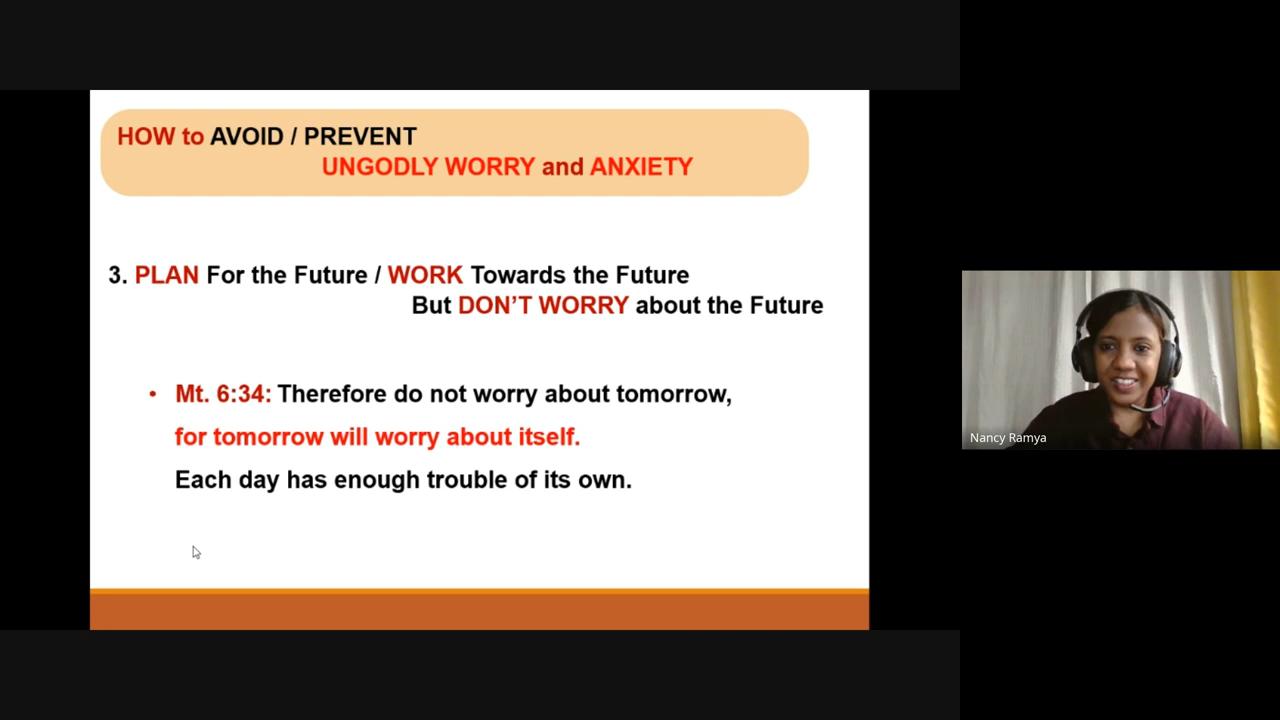 HOW to AVOID / PREVENT
UNGODLY WORRY and ANXIETY
3. PLAN For the Future / WORK Towards the Future
But DON’T WORRY about the Future
• Mt. 6:34: Therefore do not worry about tomorrow,
for tomorrow will worry about itself.
Each day has enough trouble of its own.
Nancy Ramya